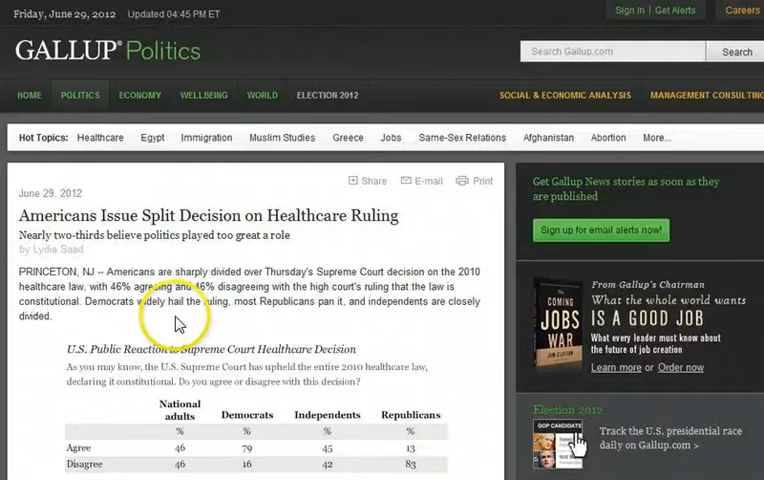 Friday, June 29, 2012 Updated 04:45 PM ET
Sign In | Get Alerts Careers
GALLUP® Politics
Search Gallup.com Search
HOME POLITICS ECONOMY WELLBEING WORLD ELECTION 2012 SOCIAL & ECONOMIC ANALYSIS MANAGEMENT CONSULTING
Hot Topics: Healthcare Egypt Immigration Muslim Studies Greece Jobs Same-Sex Relations Afghanistan Abortion More...
Share E-mail Print
June 29, 2012
Americans Issue Split Decision on Healthcare Ruling
Nearly two-thirds believe politics played too great a role
by Lydia Saad
PRINCETON, NJ -- Americans are sharply divided over Thursday's Supreme Court decision on the 2010
healthcare law, with 46% agreeing and 46% disagreeing with the high court's ruling that the law is
constitutional. Democrats widely hail the ruling, most Republicans pan it, and independents are closely
divided.
U.S. Public Reaction to Supreme Court Healthcare Decision
As you may know, the U.S. Supreme Court has upheld the entire 2010 healthcare law,
declaring it constitutional. Do you agree or disagree with this decision?
National
adults Democrats Independents Republicans
% % % %
Agree 46 79 45 13
Disagree 46 16 42 83
Get Gallup News stories as soon as they
are published
Sign up for email alerts now!
THE
COMING
JOBS
WAR
JIM CLIFTON
From Gallup's Chairman
What the whole world wants
IS A GOOD JOB
What every leader must know about
the future of job creation
Learn more or Order now
Election 2012
GOP CANDIDATE
Track the U.S. presidential race
daily on Gallup.com >